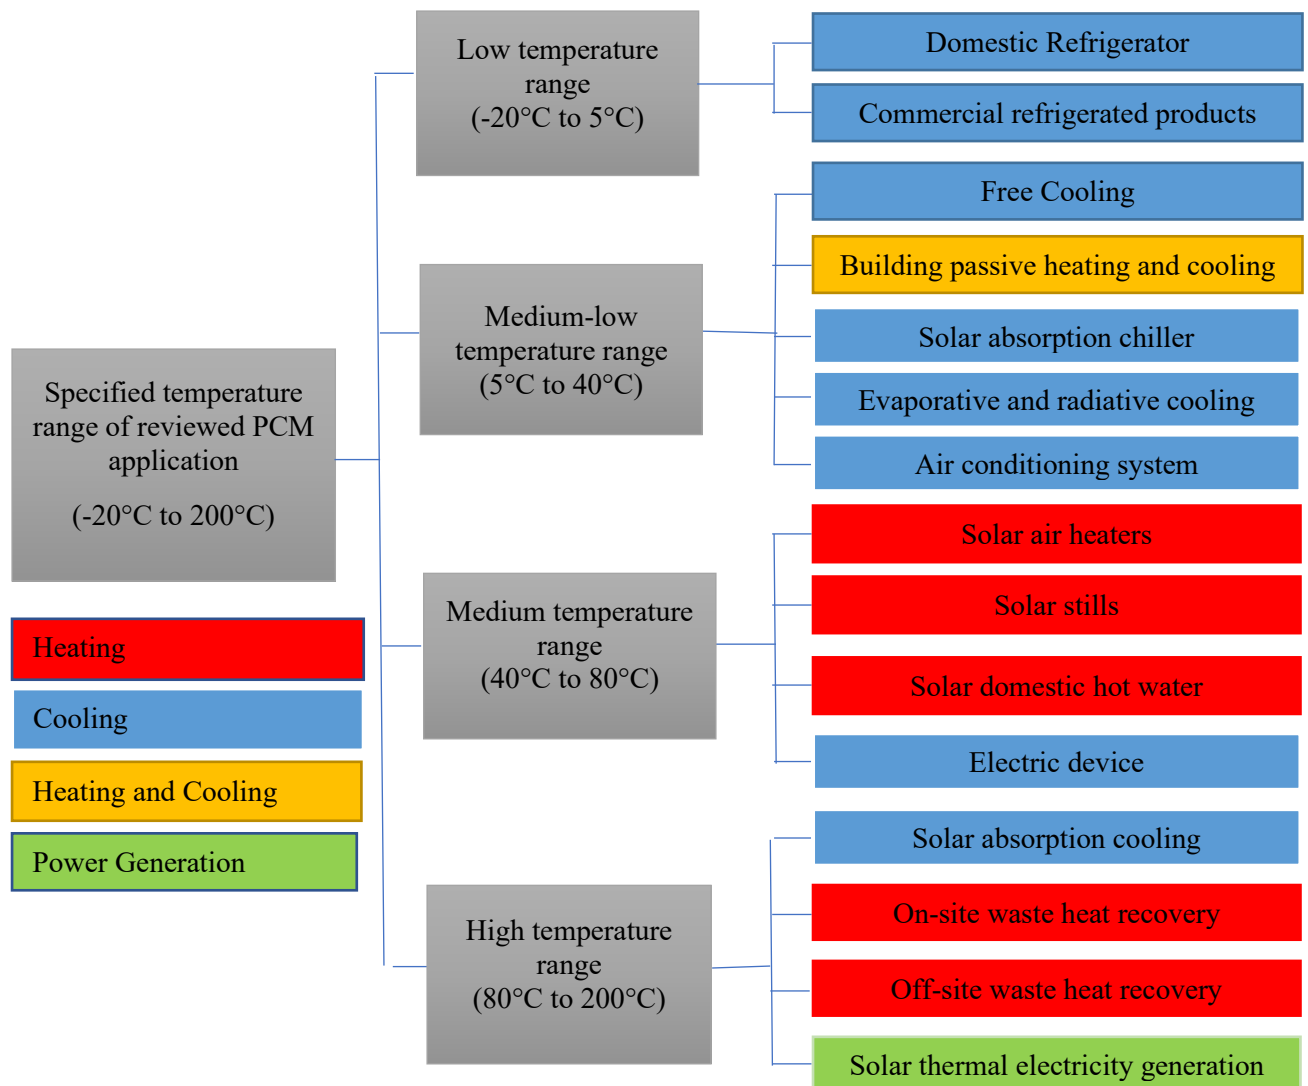 Specified temperature
range of reviewed PCM
application
(-20°C to 200°C)
Heating
Cooling
Heating and Cooling
Power Generation
Low temperature
range
(-20°C to 5°C)
Domestic Refrigerator
Commercial refrigerated products
Medium-low
temperature range
(5°C to 40°C)
Free Cooling
Building passive heating and cooling
Solar absorption chiller
Evaporative and radiative cooling
Air conditioning system
Medium temperature
range
(40°C to 80°C)
Solar air heaters
Solar stills
Solar domestic hot water
Electric device
High temperature
range
(80°C to 200°C)
Solar absorption cooling
On-site waste heat recovery
Off-site waste heat recovery
Solar thermal electricity generation